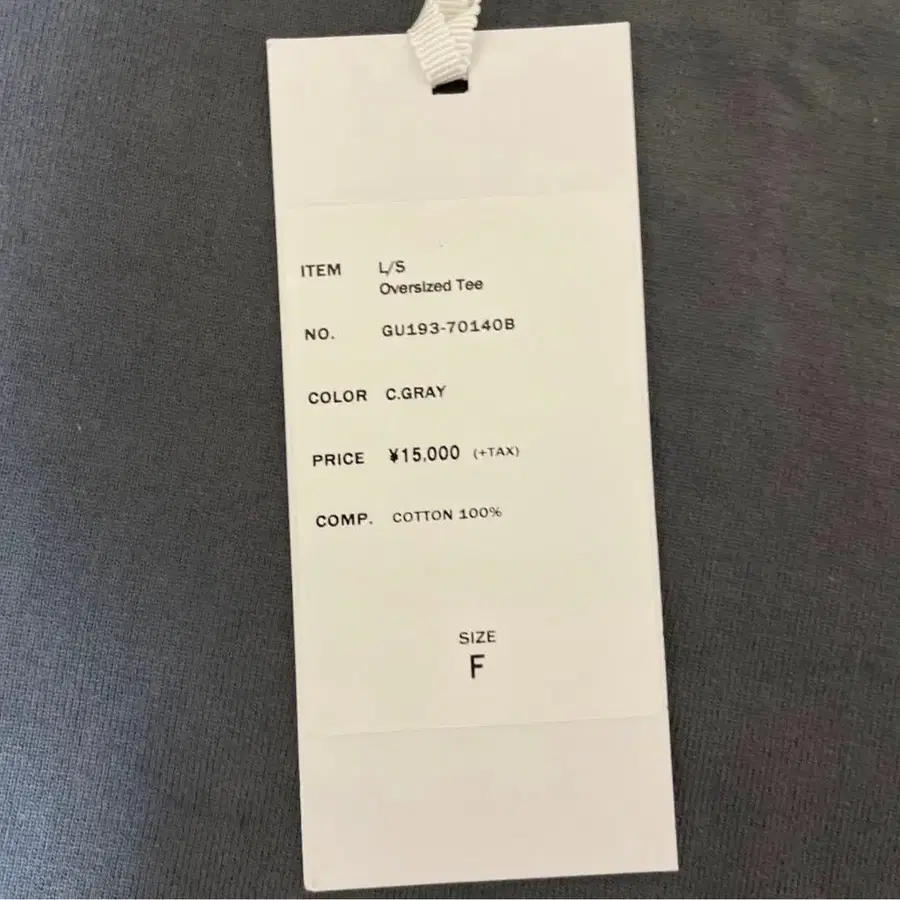 ITEM L/S
Oversized Tee
NO. GU193-70140B
COLOR C.GRAY
PRICE ¥15,000 (+TAX)
COMP. COTTON 100%
SIZE
F